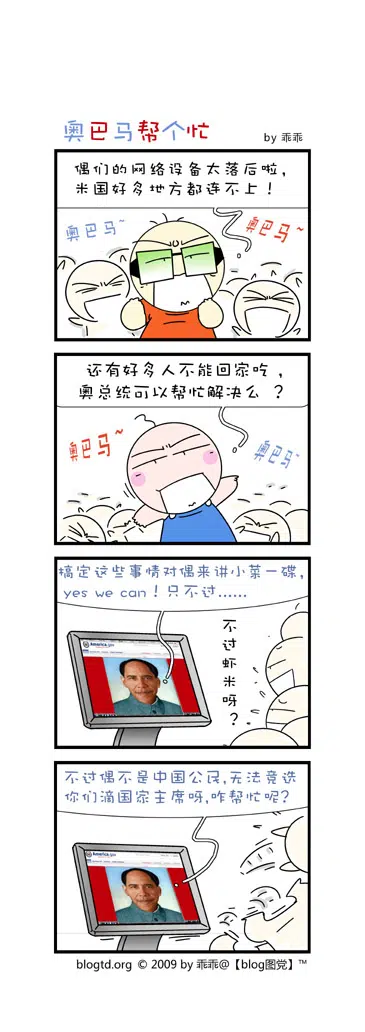 奥巴马帮个忙
by 乖乖
偶们的网络设备太落后啦，
米国好多地方都连不上！
奥巴马~
奥巴马~
还有好多人不能回家吃，
奥总统可以帮忙解决么 ？
奥巴马~
奥巴马~
搞定这些事情对偶来讲小菜一碟，
yes we can！只不过……
America.gov
不过虾米呀？
不过偶不是中国公民，无法竞选
你们滴国家主席呀，咋帮忙呢？
America.gov
blogtd.org © 2009 by 乖乖@【blog图党】™